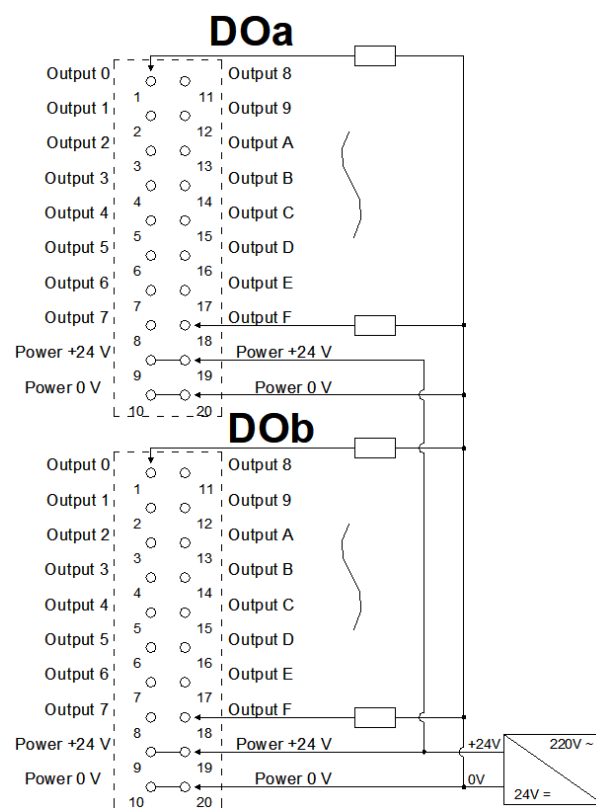 DOa
Output 0 Output 8
1 11
Output 1 Output 9
2 12
Output 2 Output A
3 13
Output 3 Output B
4 14
Output 4 Output C
5 15
Output 5 Output D
6 16
Output 6 Output E
7 17
Output 7 Output F
8 18
Power +24 V Power +24 V
9 19
Power 0 V Power 0 V
10 20
DOb
Output 0 Output 8
1 11
Output 1 Output 9
2 12
Output 2 Output A
3 13
Output 3 Output B
4 14
Output 4 Output C
5 15
Output 5 Output D
6 16
Output 6 Output E
7 17
Output 7 Output F
8 18
Power +24 V Power +24 V +24V 220V ~
9 19
Power 0 V Power 0 V 0V
10 20 24V =